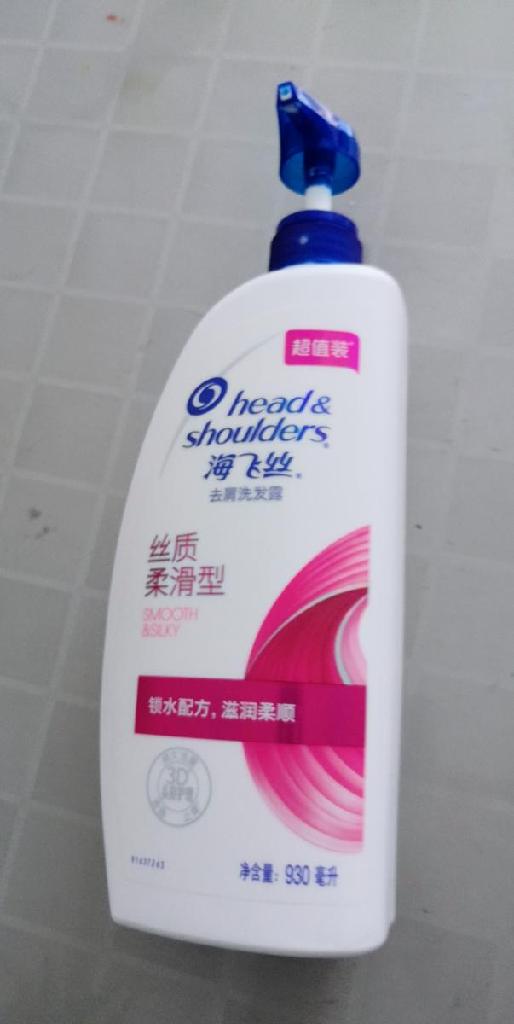 超值装
head &
shoulders
海飞丝
去屑洗发露
丝质
柔滑型
SMOOTH
&SILKY
锁水配方，滋润柔顺
3D
净含量：930 毫升